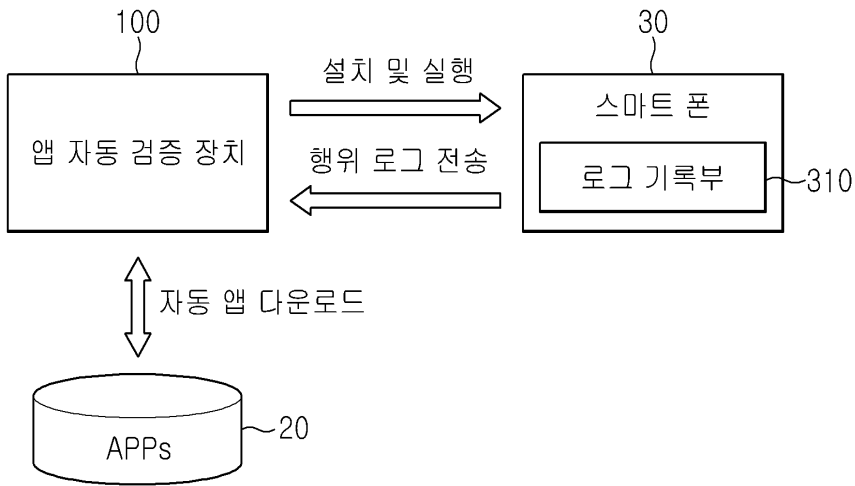 100
30
설치 및 실행
스마트 폰
앱 자동 검증 장치
행위 로그 전송
로그 기록부
310
자동 앱 다운로드
APPs
20